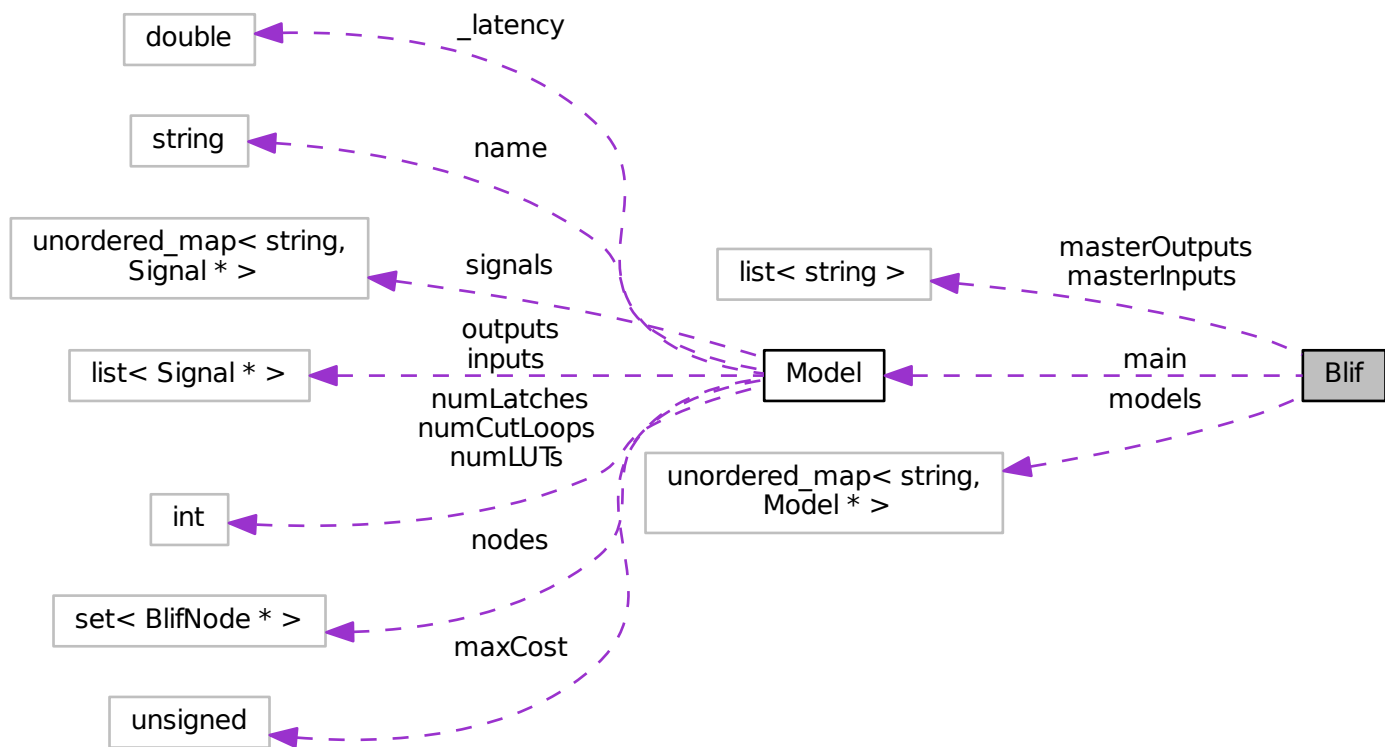 double
_latency
string
name
unordered_map< string,
Signal * >
signals
list< string >
masterOutputs
masterInputs
list< Signal * >
outputs
inputs
Model
main
Blif
models
numLatches
numCutLoops
numLUTs
unordered_map< string,
Model * >
int
nodes
set< BlifNode * >
maxCost
unsigned